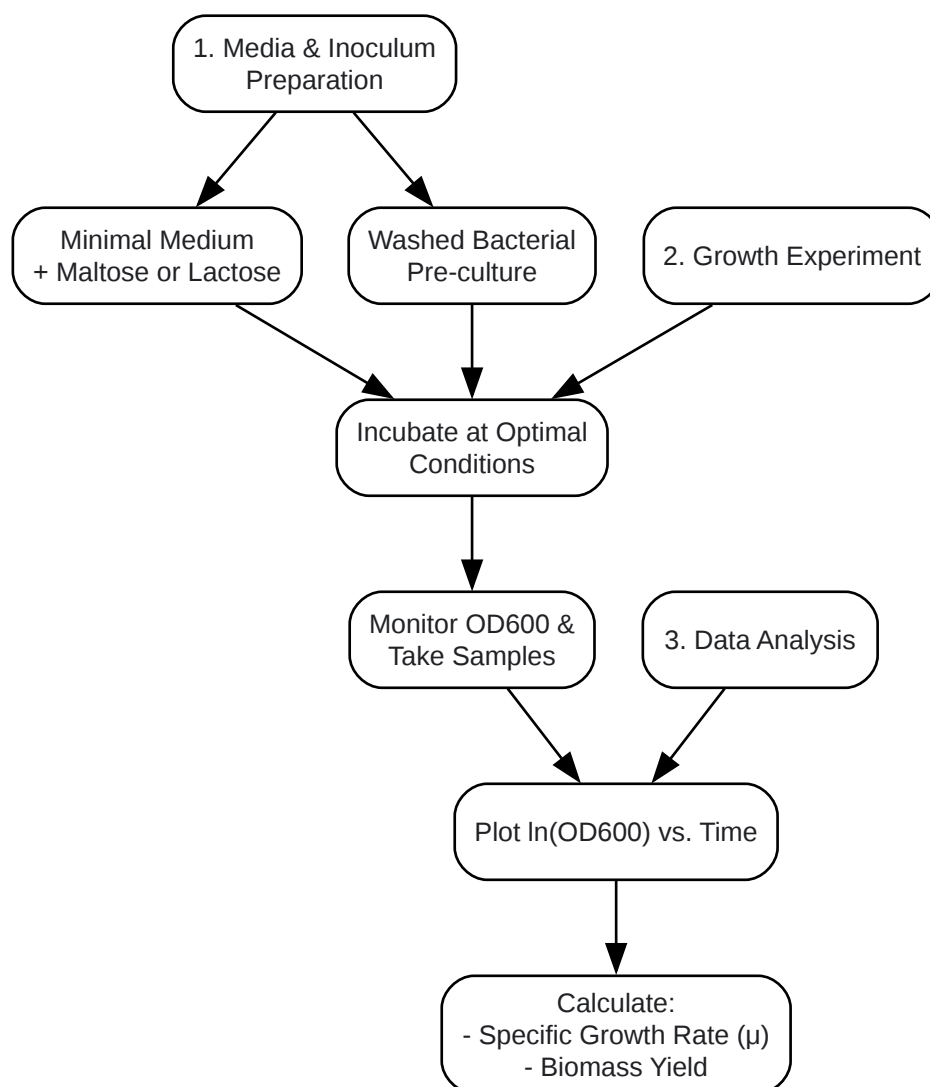 1. Media & Inoculum
Preparation
Minimal Medium
+ Maltose or Lactose
Washed Bacterial
Pre-culture
2. Growth Experiment
Incubate at Optimal
Conditions
Monitor OD600 &
Take Samples
3. Data Analysis
Plot ln(OD600) vs. Time
Calculate:
- Specific Growth Rate (μ)
- Biomass Yield